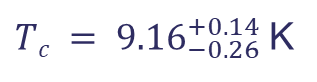 T_c = 9.16^{+0.14}_{-0.26} K